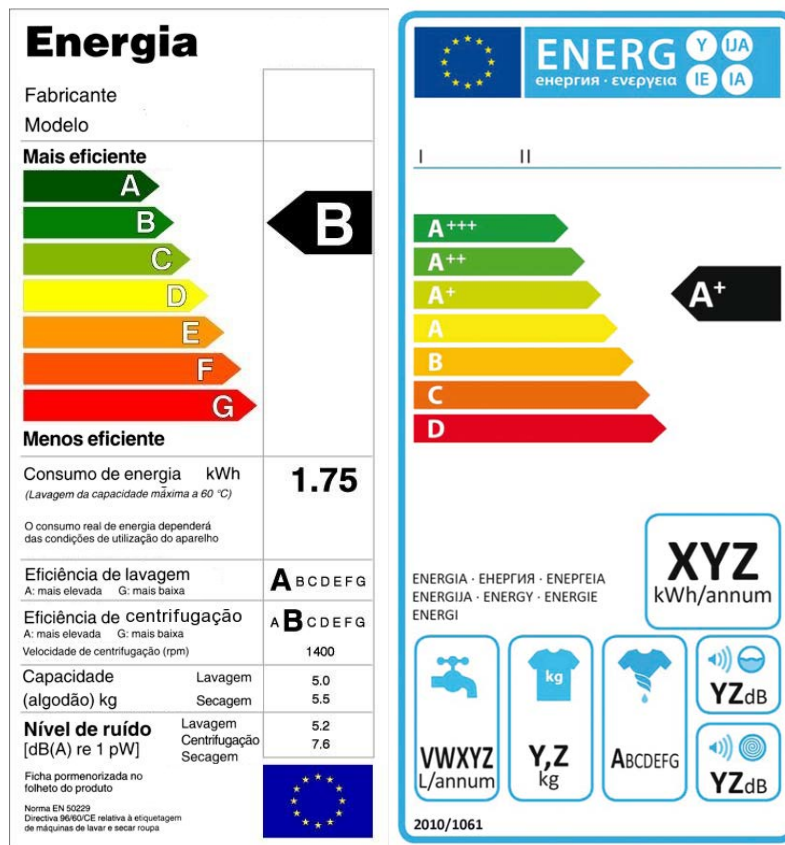 Energia
Fabricante
Modelo
Mais eficiente
A
B
B
C
D
E
F
G
Menos eficiente
Consumo de energia kWh 1.75
(Lavagem da capacidade máxima a 60 °C)
O consumo real de energia dependerá
das condições de utilização do aparelho
Eficiência de lavagem A B C D E F G
A: mais elevada G: mais baixa
Eficiência de centrifugação A B C D E F G
A: mais elevada G: mais baixa
Velocidade de centrifugação (rpm) 1400
Capacidade Lavagem 5.0
(algodão) kg Secagem 5.5
Nível de ruído Lavagem 5.2
[dB(A) re 1 pW] Centrifugação 7.6
Secagem
Ficha pormenorizada no
folheto do produto
Norma EN 50229
Directiva 96/60/CE relativa à etiquetagem
de máquinas de lavar e secar roupa
ENERG Y IJA
енергия · ενεργεια IE IA
I II
A+++
A++
A+
A+
A
B
C
D
XYZ
kWh/annum
ENERGIA · ЕНЕРГИЯ · ΕΝΕΡΓΕΙΑ
ENERGIJA · ENERGY · ENERGIE
ENERGI
VWXYZ
L/annum
kg
Y,Z
kg
ABCDEFG
YZdB
YZdB
2010/1061